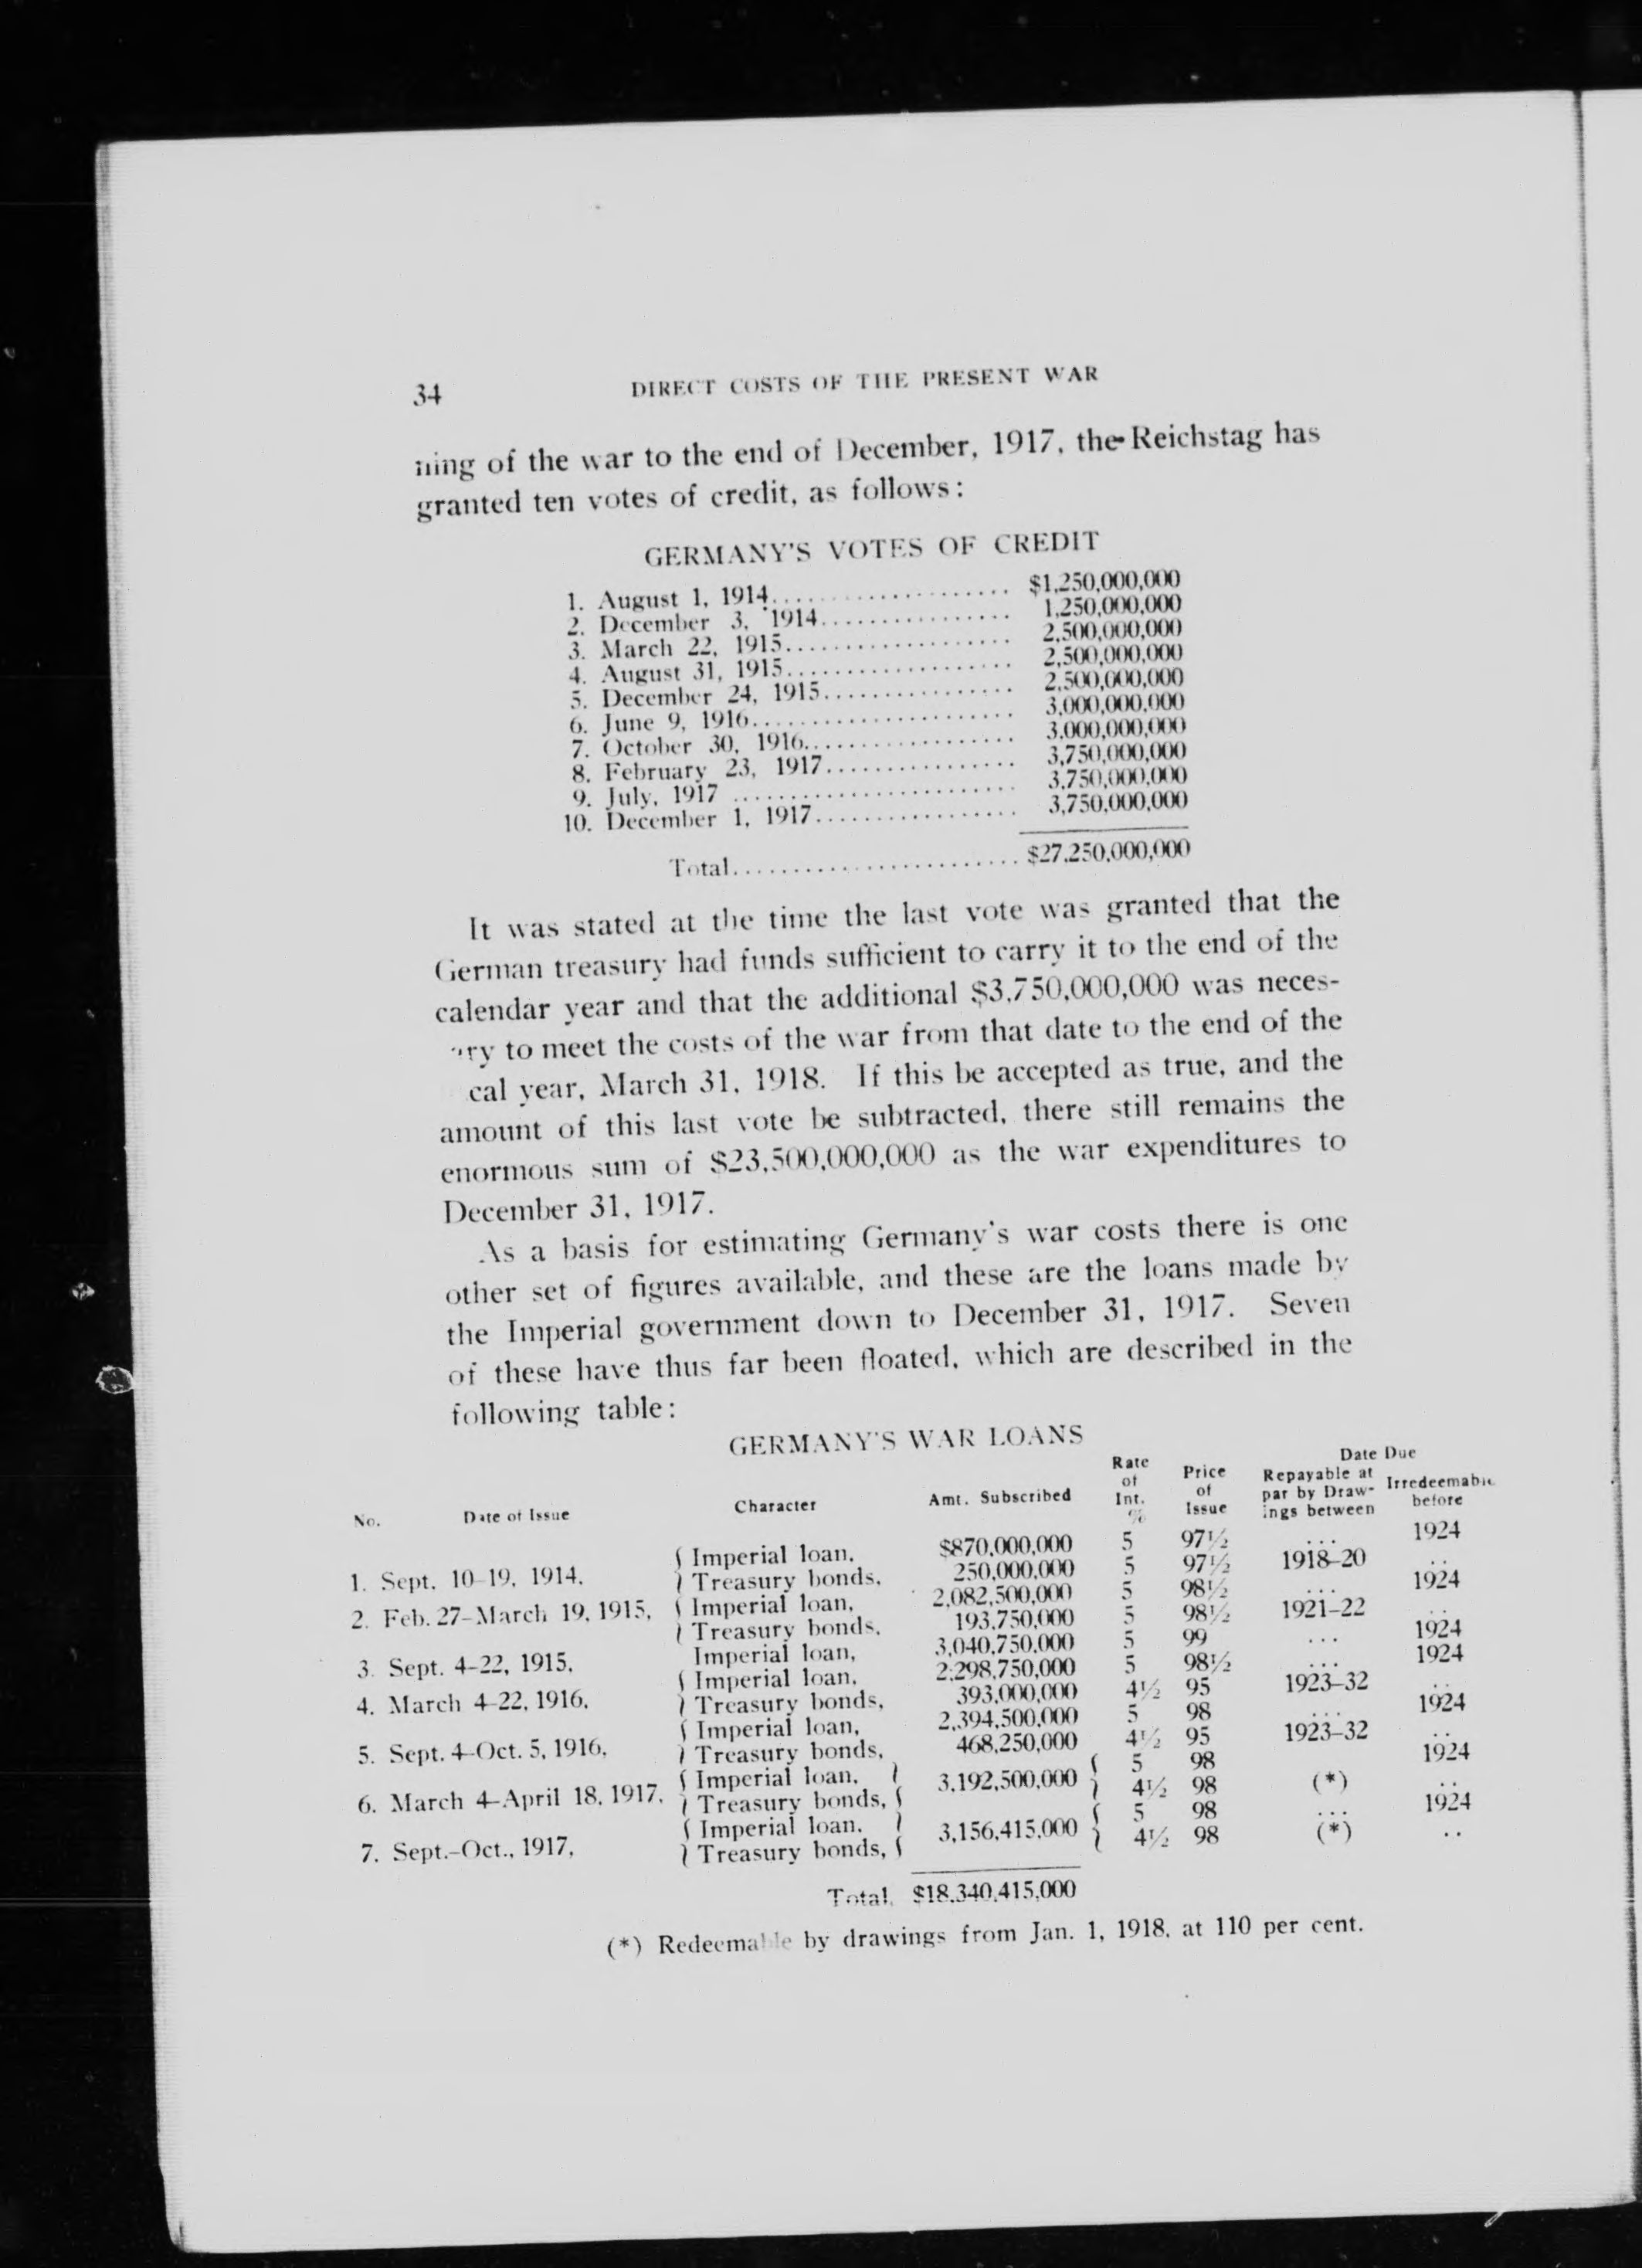 34 DIRECT COSTS OF THE PRESENT WAR
ning of the war to the end of December, 1917, the Reichstag has
granted ten votes of credit, as follows:
GERMANY'S VOTES OF CREDIT
1. August 1, 1914.................... $1,250,000,000
2. December 3, 1914................ 1,250,000,000
3. March 22, 1915................... 2,500,000,000
4. August 31, 1915................... 2,500,000,000
5. December 24, 1915................ 2,500,000,000
6. June 9, 1916...................... 3,000,000,000
7. October 30, 1916.................. 3,000,000,000
8. February 23, 1917................ 3,750,000,000
9. July, 1917 ........................ 3,750,000,000
10. December 1, 1917................. 3,750,000,000
Total......................... $27,250,000,000
It was stated at the time the last vote was granted that the
German treasury had funds sufficient to carry it to the end of the
calendar year and that the additional $3,750,000,000 was neces-
ry to meet the costs of the war from that date to the end of the
cal year, March 31, 1918. If this be accepted as true, and the
amount of this last vote be subtracted, there still remains the
enormous sum of $23,500,000,000 as the war expenditures to
December 31, 1917.
As a basis for estimating Germany's war costs there is one
other set of figures available, and these are the loans made by
the Imperial government down to December 31, 1917. Seven
of these have thus far been floated, which are described in the
following table:
GERMANY'S WAR LOANS
No. Date of Issue Character Amt. Subscribed Rate of Int. % Price of Issue Date Due Repayable at par by Draw- ings between Irredeemable before
1. Sept. 10-19, 1914, { Imperial loan, $870,000,000 5 97½ ... 1924
} Treasury bonds, 250,000,000 5 97½ 1918-20 ..
2. Feb. 27-March 19, 1915, { Imperial loan, 2,082,500,000 5 98½ ... 1924
} Treasury bonds, 193,750,000 5 98½ 1921-22 ..
3. Sept. 4-22, 1915, Imperial loan, 3,040,750,000 5 99 ... 1924
4. March 4-22, 1916, { Imperial loan, 2,298,750,000 5 98½ ... 1924
} Treasury bonds, 393,000,000 4½ 95 1923-32 ..
5. Sept. 4-Oct. 5, 1916, { Imperial loan, 2,394,500,000 5 98 ... 1924
} Treasury bonds, 468,250,000 4½ 95 1923-32 ..
6. March 4-April 18, 1917, { Imperial loan, } 3,192,500,000 { 5 98 1924
} Treasury bonds, { } 4½ 98 (*) ..
7. Sept.-Oct., 1917, { Imperial loan, } 3,156,415,000 { 5 98 ... 1924
} Treasury bonds, { } 4½ 98 (*) ..
Total, $18,340,415,000
(*) Redeemable by drawings from Jan. 1, 1918, at 110 per cent.